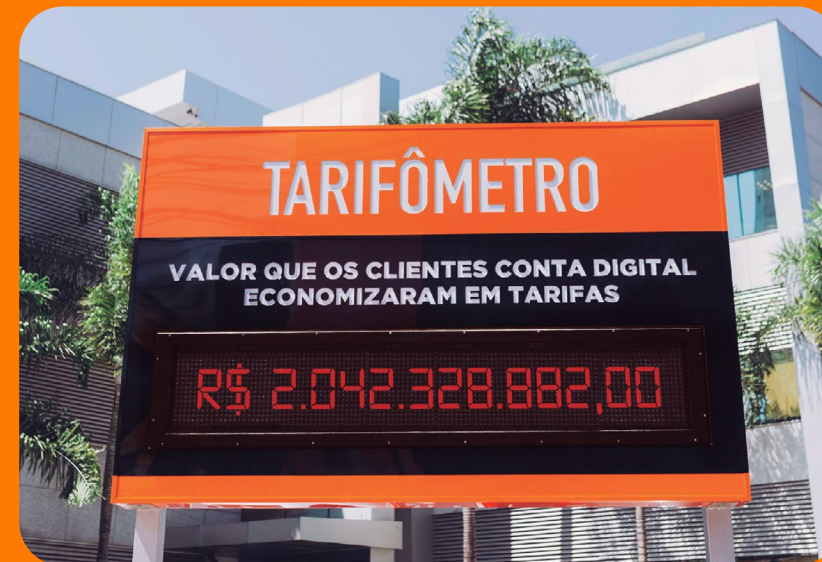 TARIFÔMETRO
VALOR QUE OS CLIENTES CONTA DIGITAL
ECONOMIZARAM EM TARIFAS
R$ 2.042.328.882,00